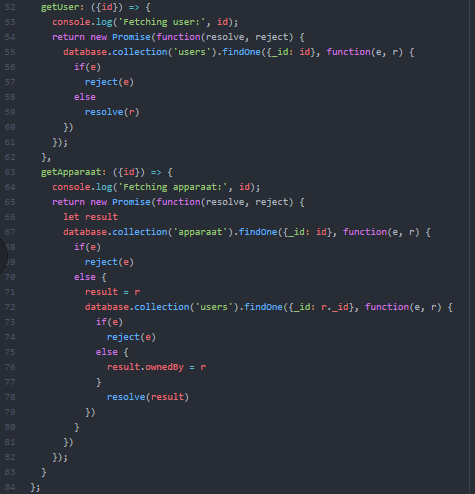 52 getUser: ({id}) => {
53 console.log('Fetching user:', id);
54 return new Promise(function(resolve, reject) {
55 database.collection('users').findOne({_id: id}, function(e, r) {
56 if(e)
57 reject(e)
58 else
59 resolve(r)
60 })
61 });
62 },
63 getApparaat: ({id}) => {
64 console.log('Fetching apparaat:', id);
65 return new Promise(function(resolve, reject) {
66 let result
67 database.collection('apparaat').findOne({_id: id}, function(e, r) {
68 if(e)
69 reject(e)
70 else {
71 result = r
72 database.collection('users').findOne({_id: r._id}, function(e, r) {
73 if(e)
74 reject(e)
75 else {
76 result.ownedBy = r
77 }
78 resolve(result)
79 })
80 }
81 })
82 });
83 }
84 };